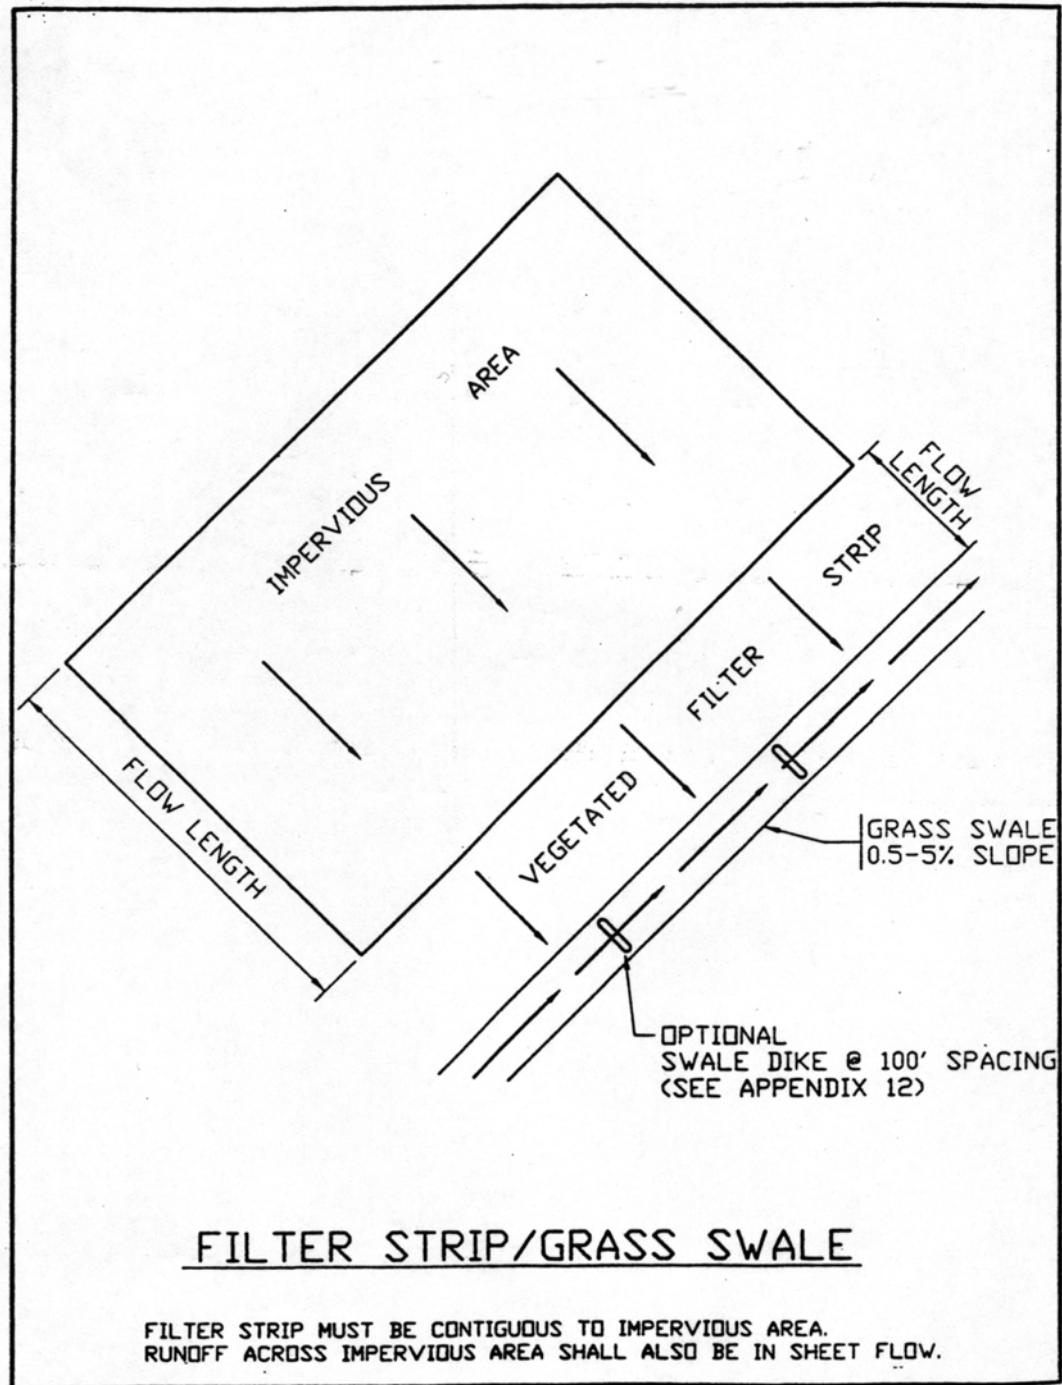 IMPERVIOUS AREA
FLOW LENGTH
FLOW
LENGTH
VEGETATED FILTER STRIP
GRASS SWALE
0.5-5% SLOPE
OPTIONAL
SWALE DIKE @ 100' SPACING
(SEE APPENDIX 12)
FILTER STRIP/GRASS SWALE
FILTER STRIP MUST BE CONTIGUOUS TO IMPERVIOUS AREA.
RUNOFF ACROSS IMPERVIOUS AREA SHALL ALSO BE IN SHEET FLOW.